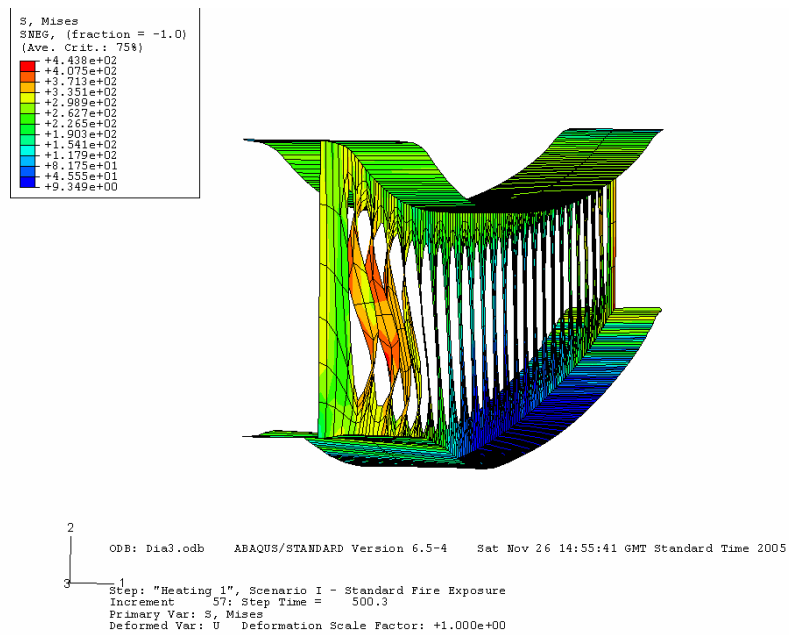 S, Mises
SNEG, (fraction = -1.0)
(Ave. Crit.: 75%)
+4.438e+02
+4.075e+02
+3.713e+02
+3.351e+02
+2.989e+02
+2.627e+02
+2.265e+02
+1.903e+02
+1.541e+02
+1.179e+02
+8.175e+01
+4.555e+01
+9.349e+00
2
3
1
ODB: Dia3.odb ABAQUS/STANDARD Version 6.5-4 Sat Nov 26 14:55:41 GMT Standard Time 2005
Step: "Heating 1", Scenario I - Standard Fire Exposure
Increment 57: Step Time = 500.3
Primary Var: S, Mises
Deformed Var: U Deformation Scale Factor: +1.000e+00